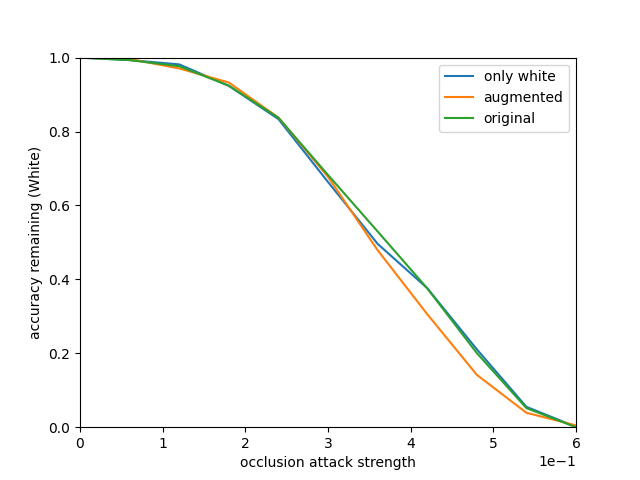 1.0
0.8
0.6
0.4
0.2
0.0
accuracy remaining (White)
only white
augmented
original
0 1 2 3 4 5 6
occlusion attack strength
1e−1